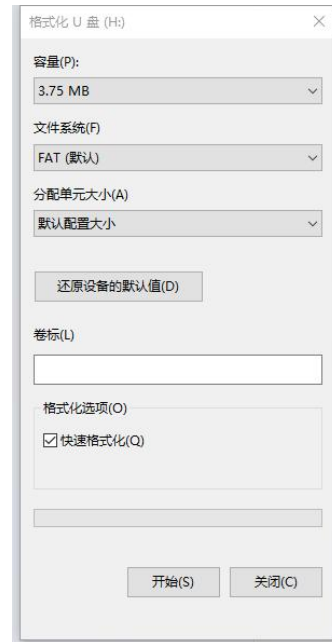 格式化 U 盘 (H:)
容量(P):
3.75 MB
文件系统(F)
FAT (默认)
分配单元大小(A)
默认配置大小
还原设备的默认值(D)
卷标(L)
格式化选项(O)
快速格式化(Q)
开始(S) 关闭(C)